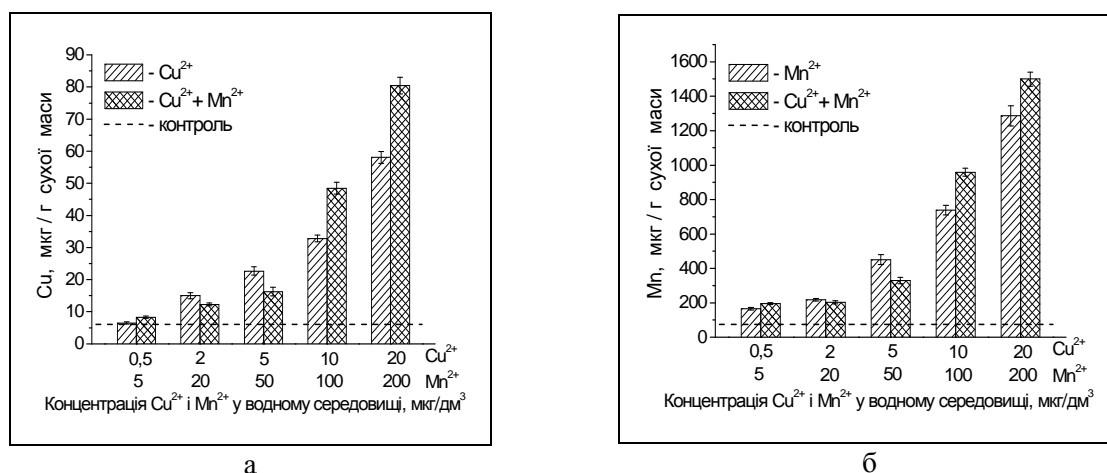 90
80
70
60
50
40
30
20
10
0
Cu, мкг / г сухої маси
- Cu²⁺
- Cu²⁺+ Mn²⁺
- контроль
0,5 2 5 10 20 Cu²⁺
5 20 50 100 200 Mn²⁺
Концентрація Cu²⁺ і Mn²⁺ у водному середовищі, мкг/дм³
а
1600
1400
1200
1000
800
600
400
200
0
Mn, мкг / г сухої маси
- Mn²⁺
- Cu²⁺+ Mn²⁺
- контроль
0,5 2 5 10 20 Cu²⁺
5 20 50 100 200 Mn²⁺
Концентрація Cu²⁺ і Mn²⁺ у водному середовищі, мкг/дм³
б